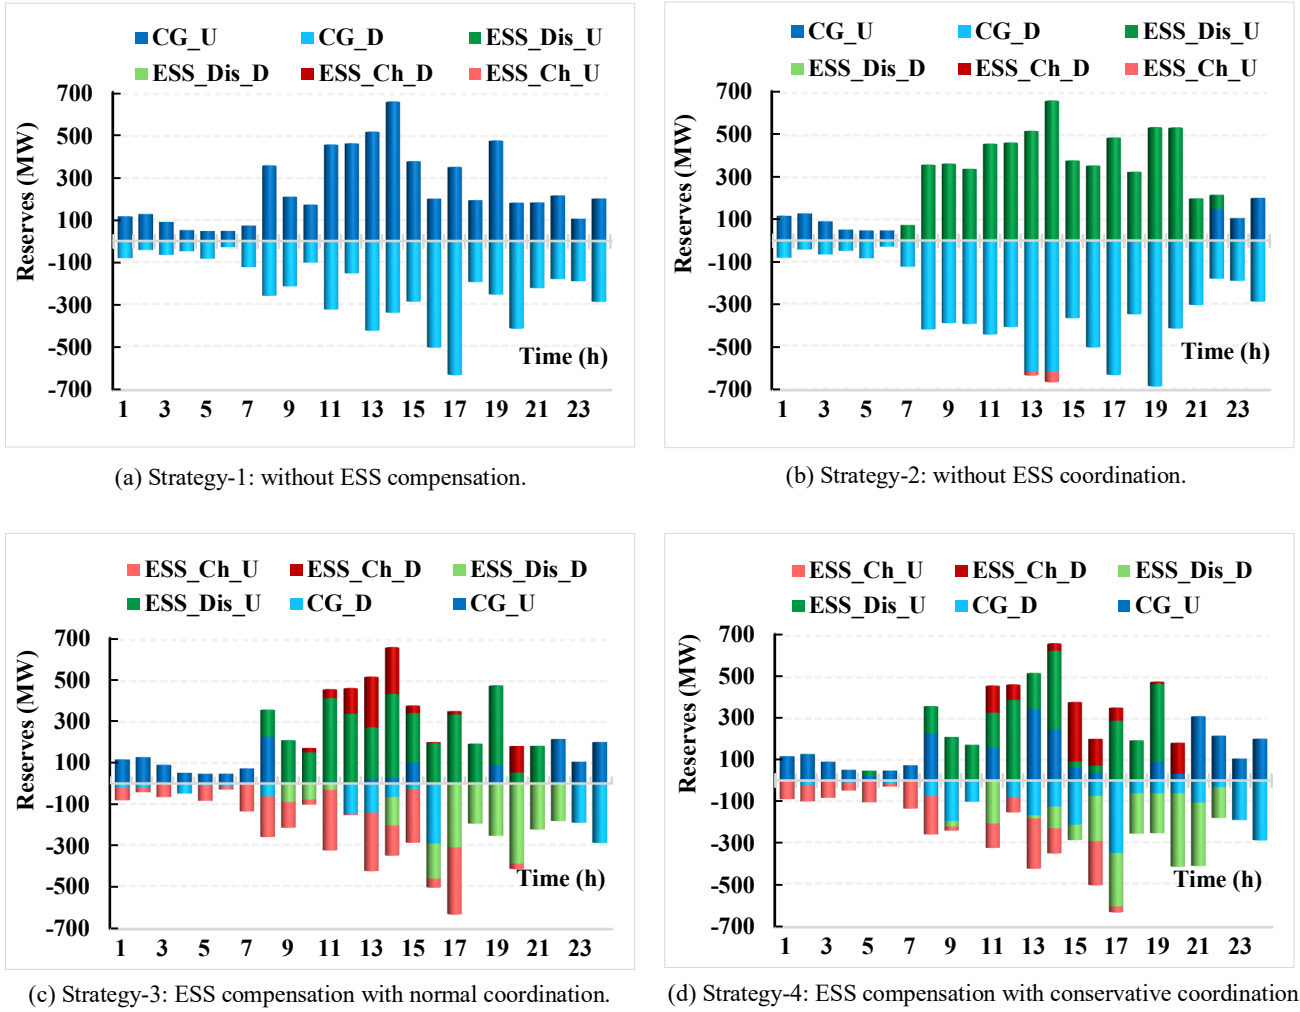 CG_U CG_D ESS_Dis_U
ESS_Dis_D ESS_Ch_D ESS_Ch_U
Reserves (MW)
700
500
300
100
-100
-300
-500
-700
Time (h)
1 3 5 7 9 11 13 15 17 19 21 23
(a) Strategy-1: without ESS compensation.
CG_U CG_D ESS_Dis_U
ESS_Dis_D ESS_Ch_D ESS_Ch_U
Reserves (MW)
700
500
300
100
-100
-300
-500
-700
Time (h)
1 3 5 7 9 11 13 15 17 19 21 23
(b) Strategy-2: without ESS coordination.
ESS_Ch_U ESS_Ch_D ESS_Dis_D
ESS_Dis_U CG_D CG_U
Reserves (MW)
700
500
300
100
-100
-300
-500
-700
Time (h)
1 3 5 7 9 11 13 15 17 19 21 23
(c) Strategy-3: ESS compensation with normal coordination.
ESS_Ch_U ESS_Ch_D ESS_Dis_D
ESS_Dis_U CG_D CG_U
Reserves (MW)
700
500
300
100
-100
-300
-500
-700
Time (h)
1 3 5 7 9 11 13 15 17 19 21 23
(d) Strategy-4: ESS compensation with conservative coordination